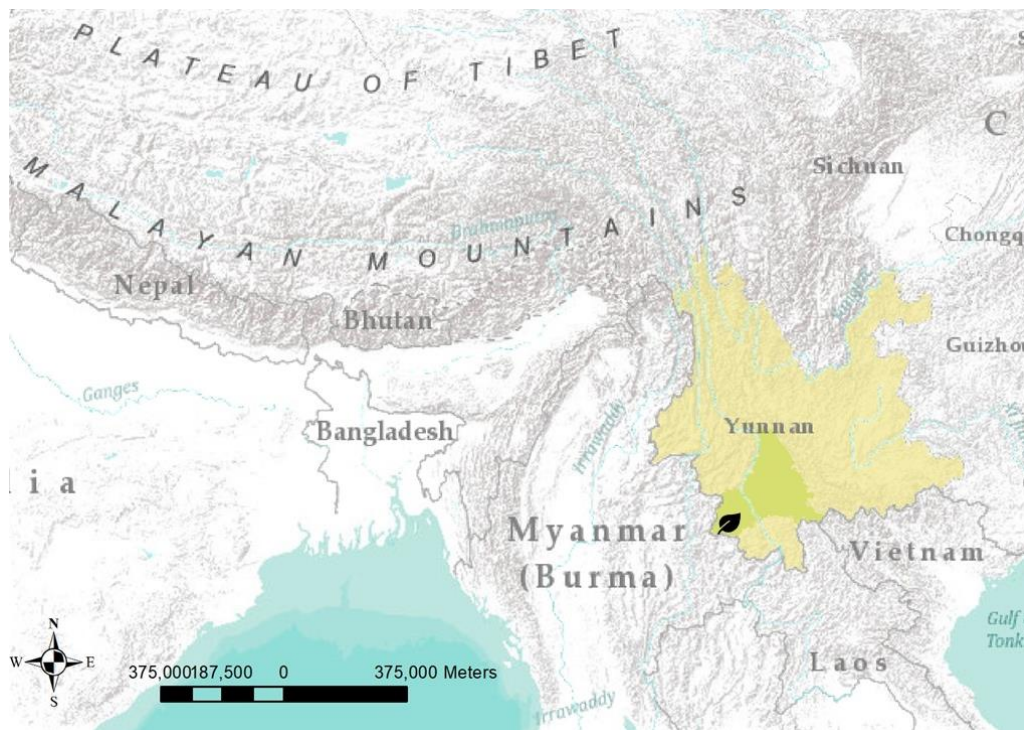 PLATEAU OF TIBET
MALAYAN MOUNTAINS
C
Sichuan
Brahmaputra
Chongq
Nepal
Bhutan
Yangtze
Guizhou
Ganges
Bangladesh
Irrawaddy
Yunnan
i a
Myanmar
(Burma)
Vietnam
Gulf
Tonk
Laos
N
W
E
S
375,000187,500 0 375,000 Meters
Irrawaddy